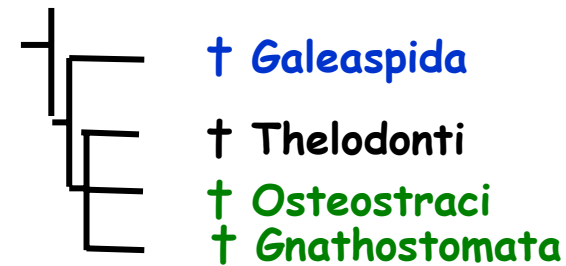 † Galeaspida
† Thelodonti
† Osteostraci
† Gnathostomata